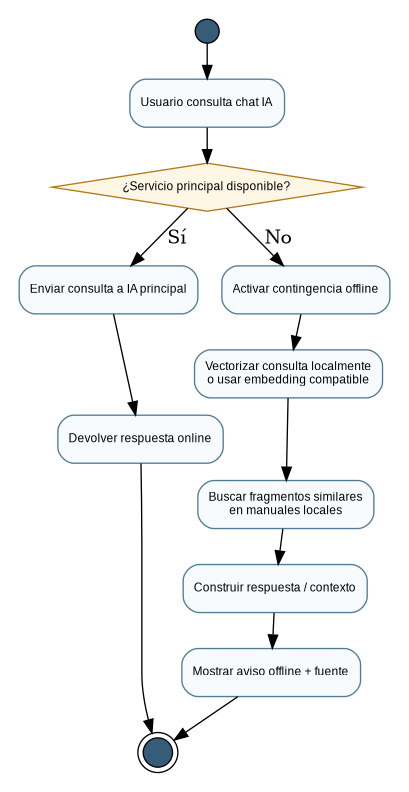 Usuario consulta chat IA
¿Servicio principal disponible?
Sí
No
Enviar consulta a IA principal
Activar contingencia offline
Vectorizar consulta localmente
o usar embedding compatible
Devolver respuesta online
Buscar fragmentos similares
en manuales locales
Construir respuesta / contexto
Mostrar aviso offline + fuente